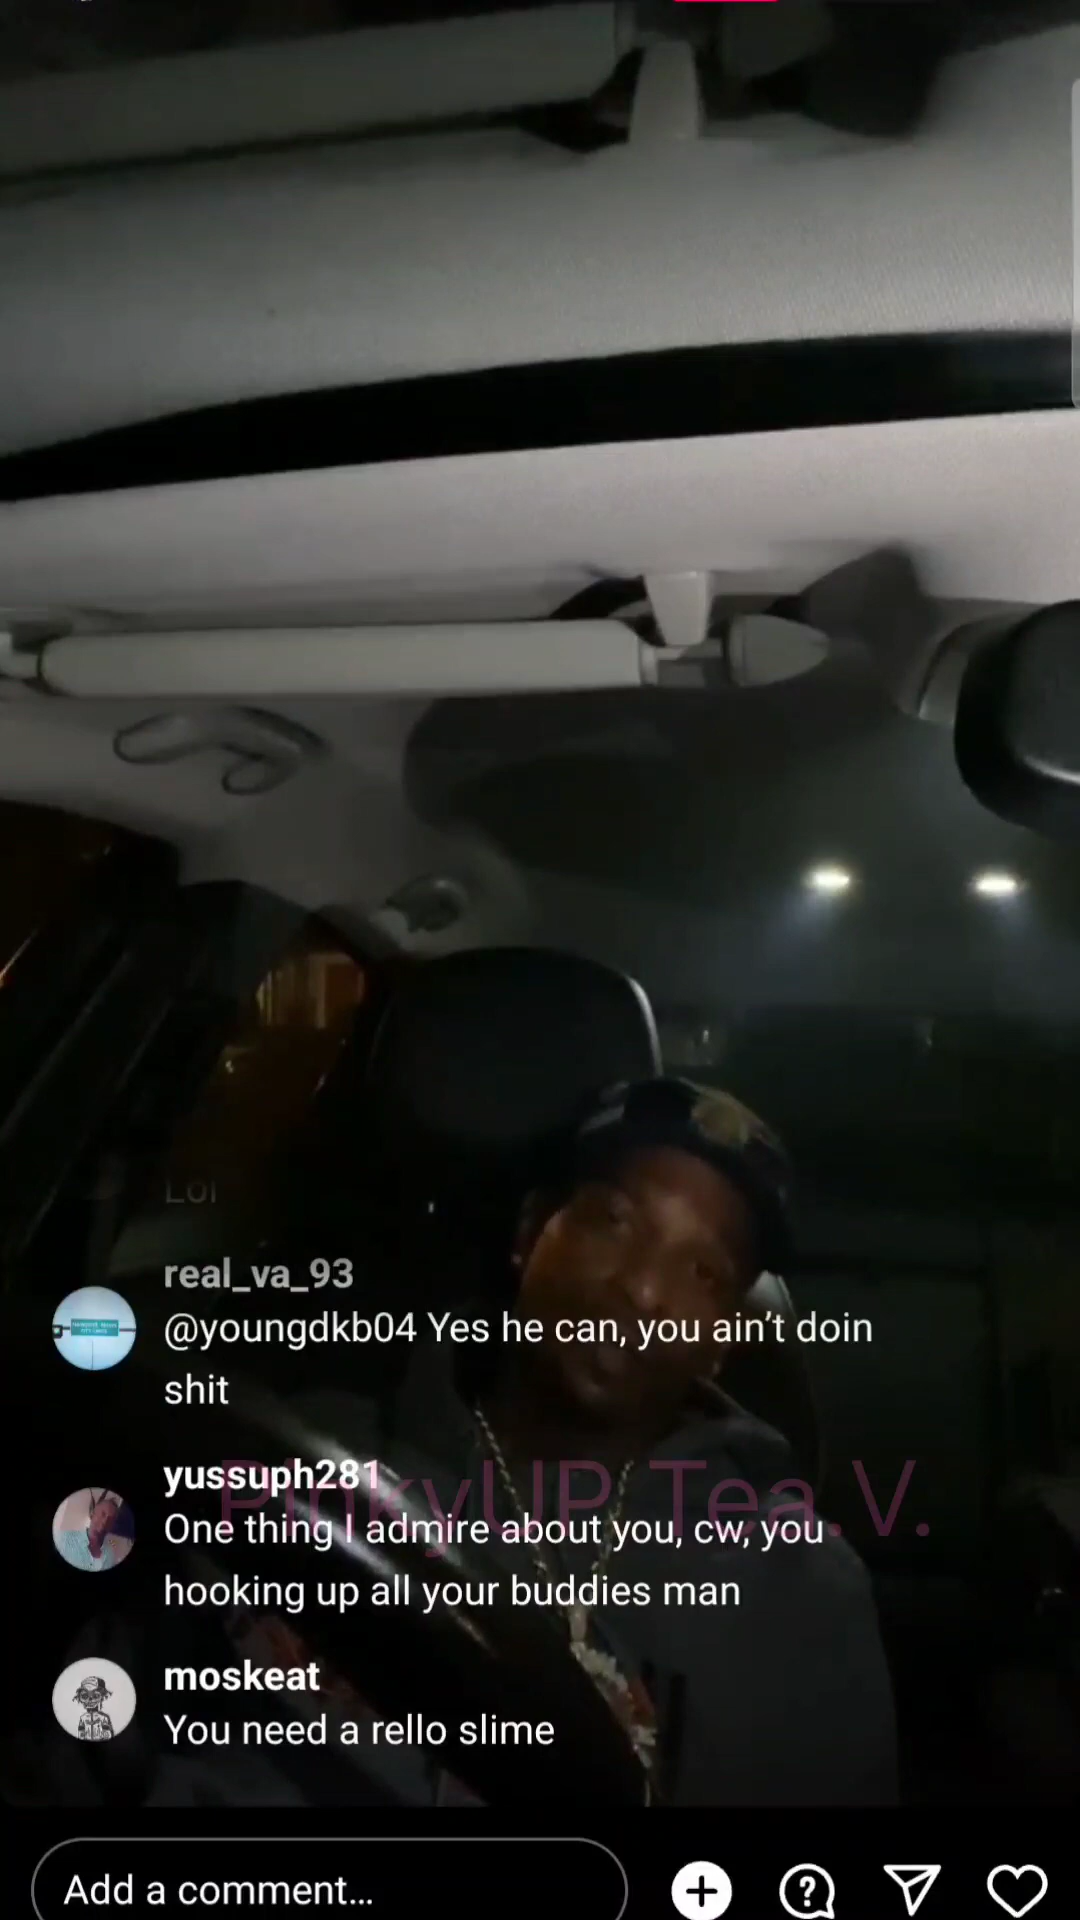 Lol
real_va_93
@youngdkb04 Yes he can, you ain’t doin
shit
yussuph281
PinkyUP Tea.V.
One thing I admire about you, cw, you
hooking up all your buddies man
moskeat
You need a rello slime
Add a comment...